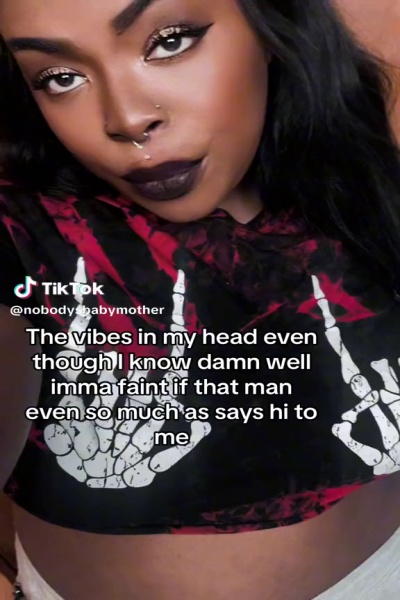 TikTok
@nobodysbabymother
The vibes in my head even
though I know damn well
imma faint if that man
even so much as says hi to
me